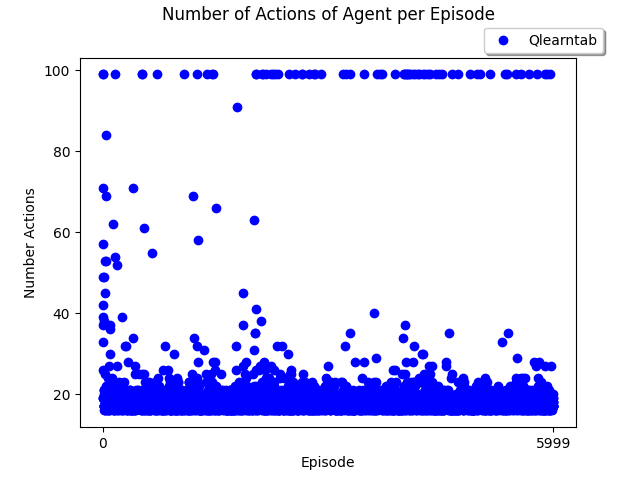 Number of Actions of Agent per Episode
Qlearntab
100
80
60
40
20
Number Actions
0
5999
Episode